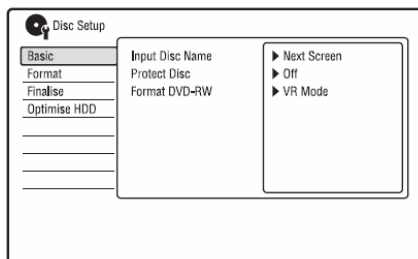 Disc Setup
Basic
Format
Finalise
Optimise HDD
Input Disc Name
Protect Disc
Format DVD-RW
Next Screen
Off
VR Mode